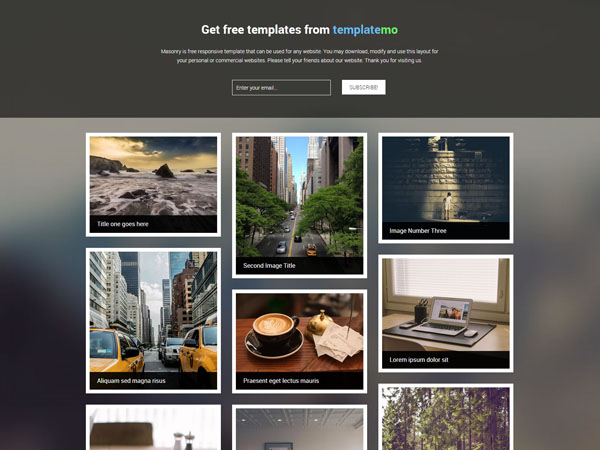 Get free templates from templatemo
Masonry is free responsive template that can be used for any website. You may download, modify and use this layout for
your personal or commercial websites. Please tell your friends about our website. Thank you for visiting us.
Enter your email...
SUBSCRIBE!
Title one goes here
Second Image Title
Image Number Three
Aliquam sed magna risus
Praesent eget lectus mauris
Lorem ipsum dolor sit